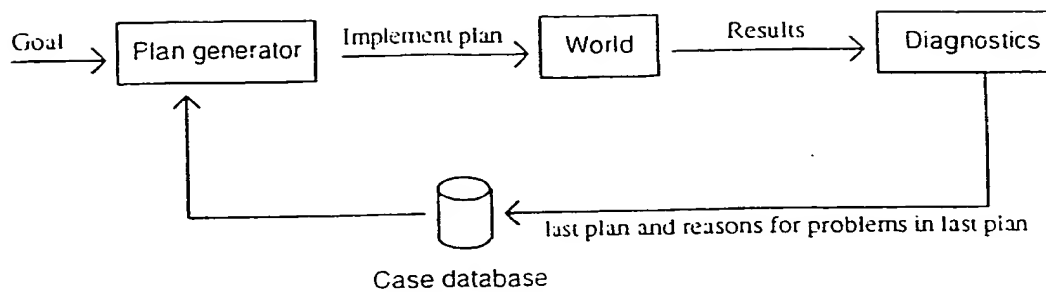 Goal
Plan generator
Implement plan
World
Results
Diagnostics
last plan and reasons for problems in last plan
Case database